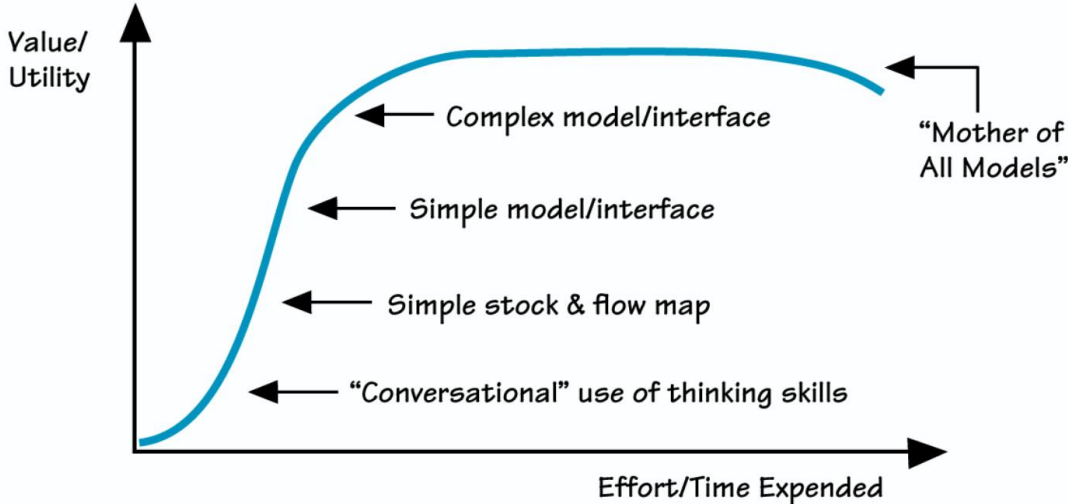 Value/
Utility
Complex model/interface
“Mother of
All Models”
Simple model/interface
Simple stock & flow map
“Conversational” use of thinking skills
Effort/Time Expended